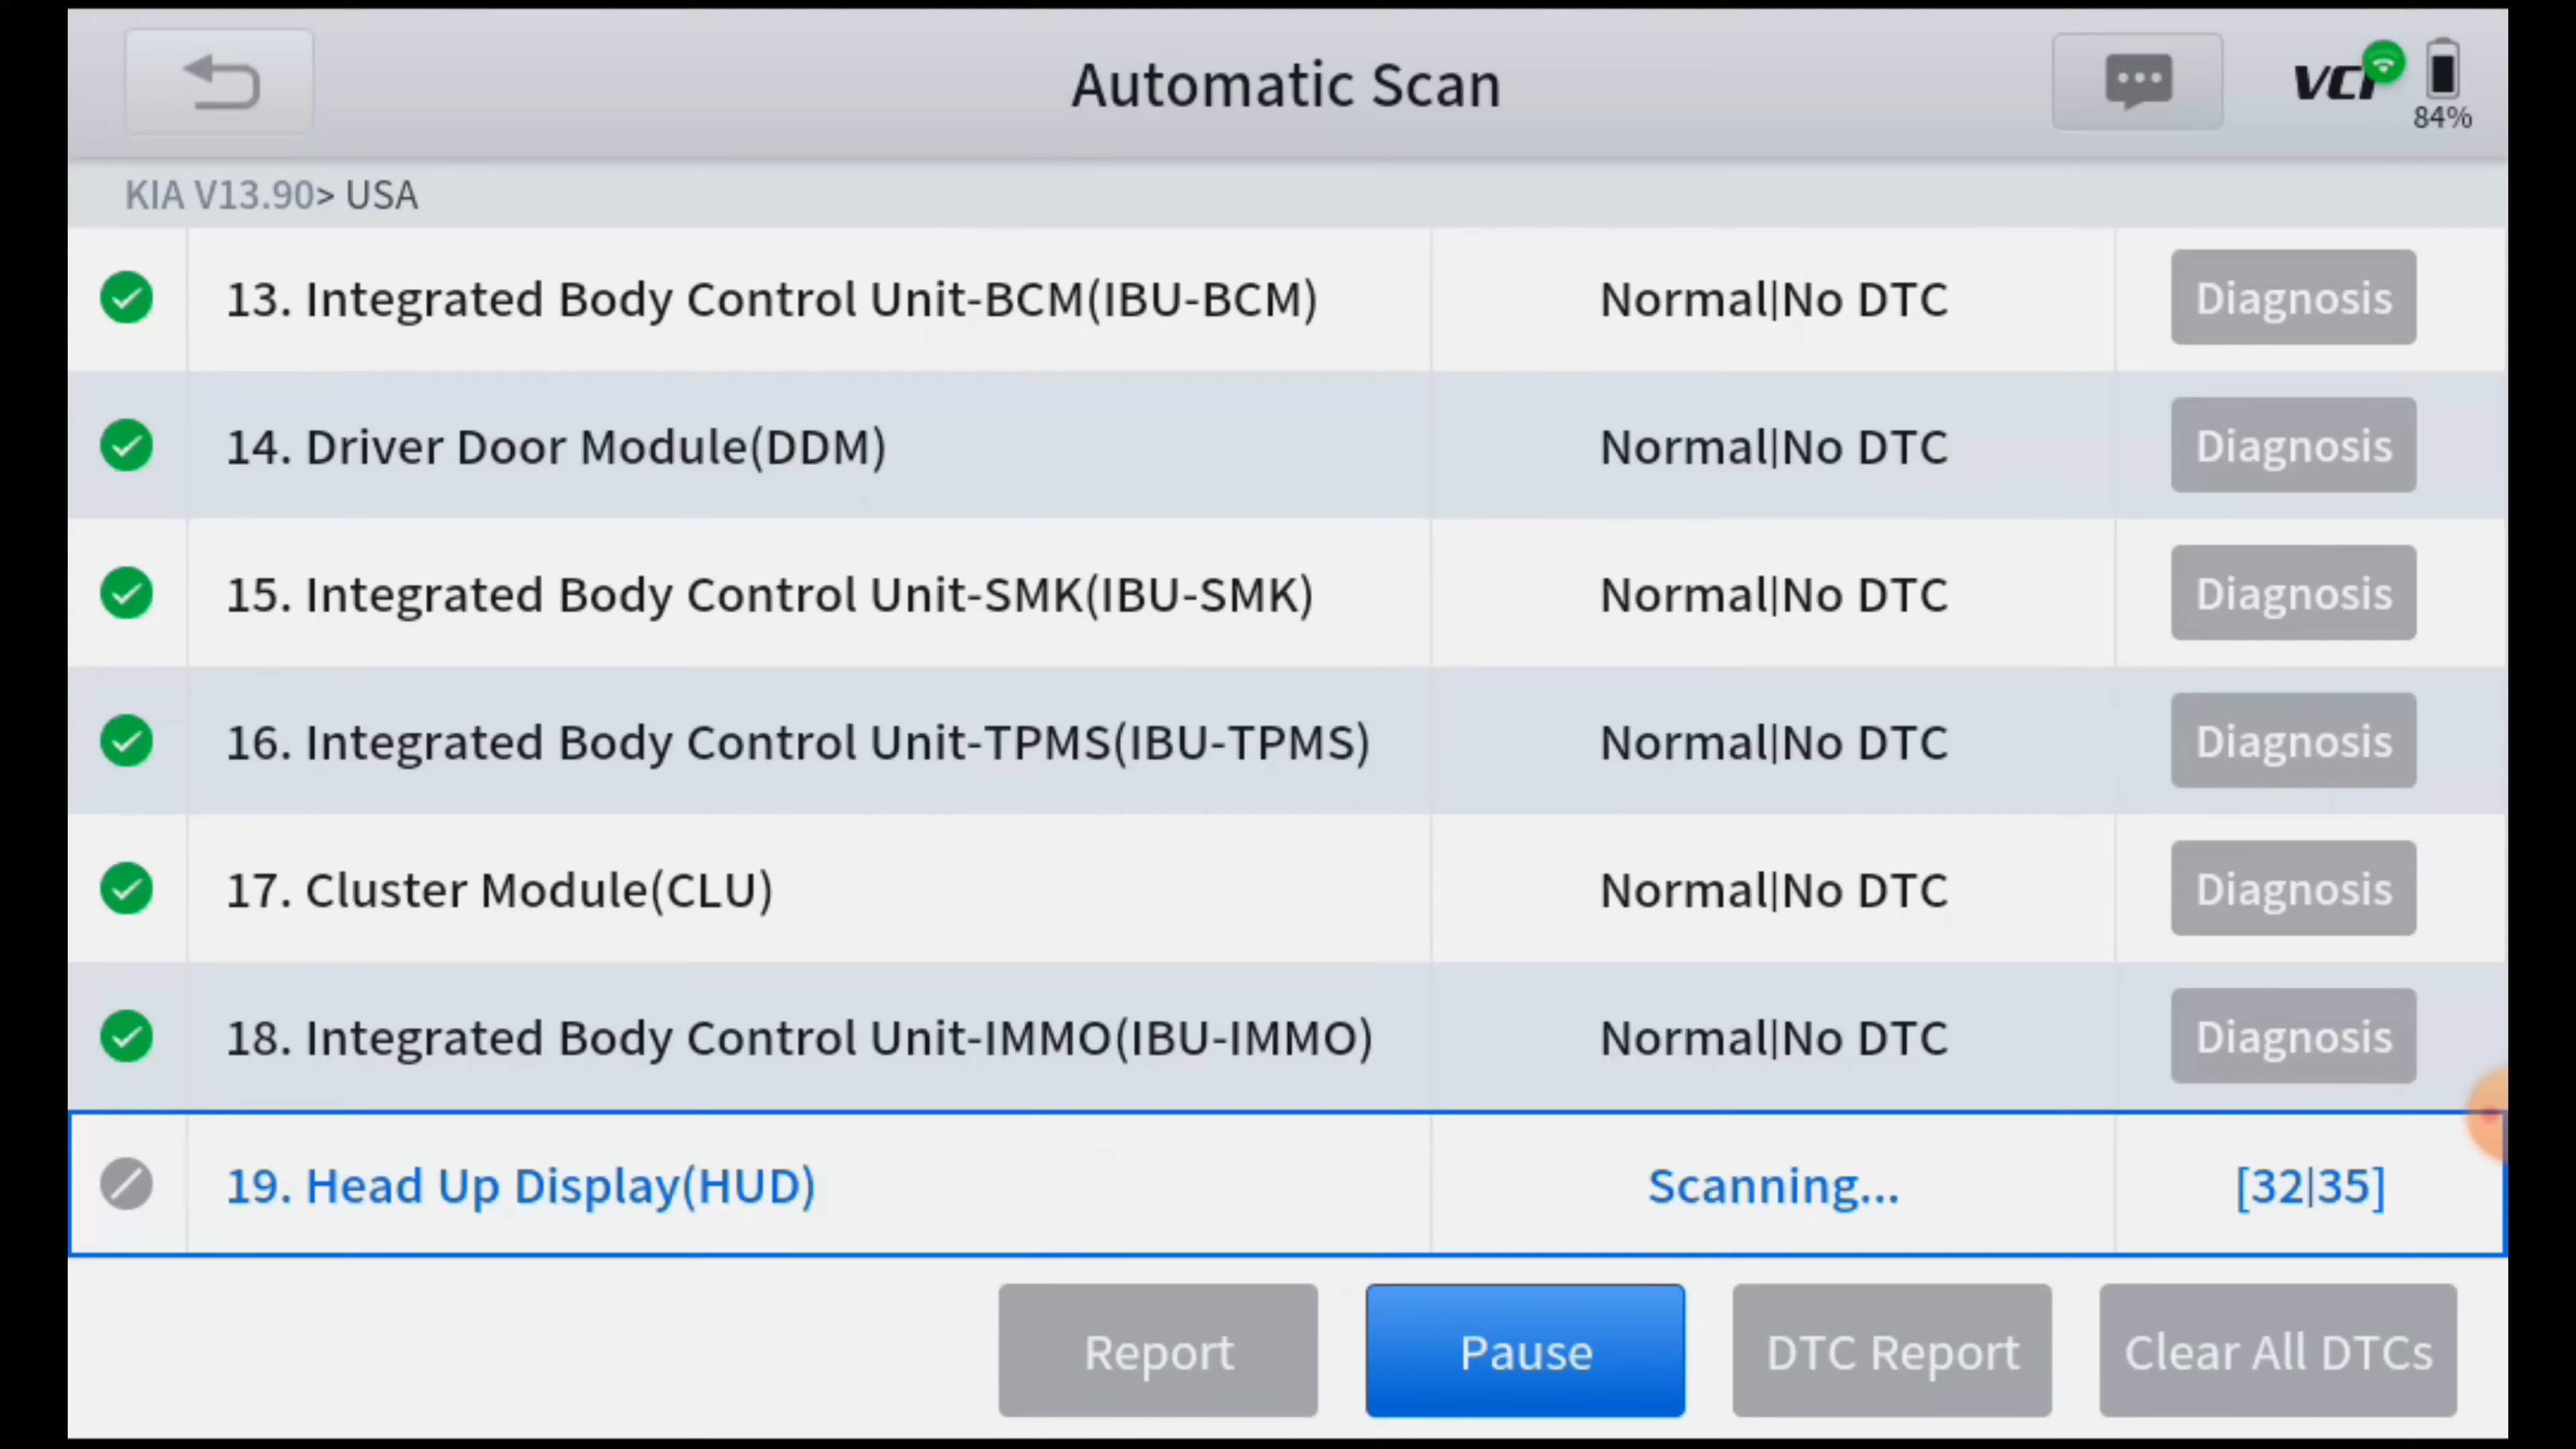 Automatic Scan
VCI
84%
KIA V13.90> USA
13. Integrated Body Control Unit-BCM(IBU-BCM) Normal|No DTC Diagnosis
14. Driver Door Module(DDM) Normal|No DTC Diagnosis
15. Integrated Body Control Unit-SMK(IBU-SMK) Normal|No DTC Diagnosis
16. Integrated Body Control Unit-TPMS(IBU-TPMS) Normal|No DTC Diagnosis
17. Cluster Module(CLU) Normal|No DTC Diagnosis
18. Integrated Body Control Unit-IMMO(IBU-IMMO) Normal|No DTC Diagnosis
19. Head Up Display(HUD) Scanning... [32|35]
Report Pause DTC Report Clear All DTCs